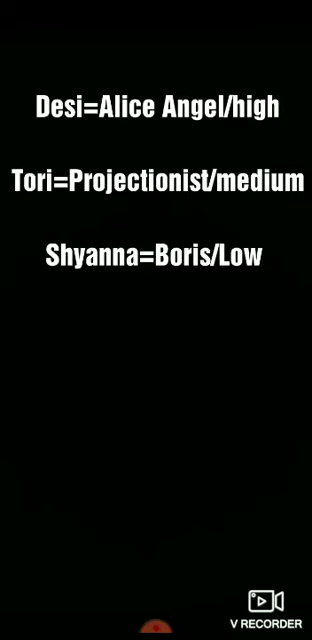 Desi=Alice Angel/high
Tori=Projectionist/medium
Shyanna=Boris/Low
V RECORDER